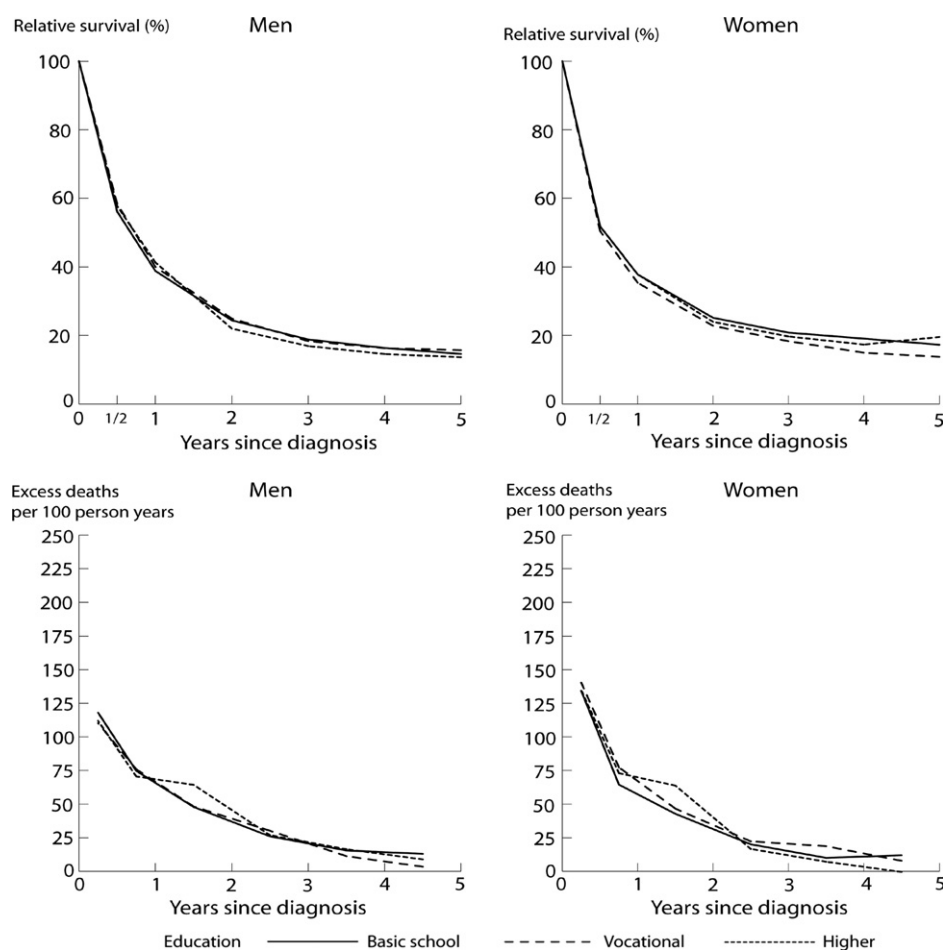 Relative survival (%)
Men
100
80
60
40
20
0
0 1/2 1 2 3 4 5
Years since diagnosis
Relative survival (%)
Women
100
80
60
40
20
0
0 1/2 1 2 3 4 5
Years since diagnosis
Excess deaths
per 100 person years
Men
250
225
200
175
150
125
100
75
50
25
0
0 1 2 3 4 5
Years since diagnosis
Excess deaths
per 100 person years
Women
250
225
200
175
150
125
100
75
50
25
0
0 1 2 3 4 5
Years since diagnosis
Education Basic school Vocational Higher